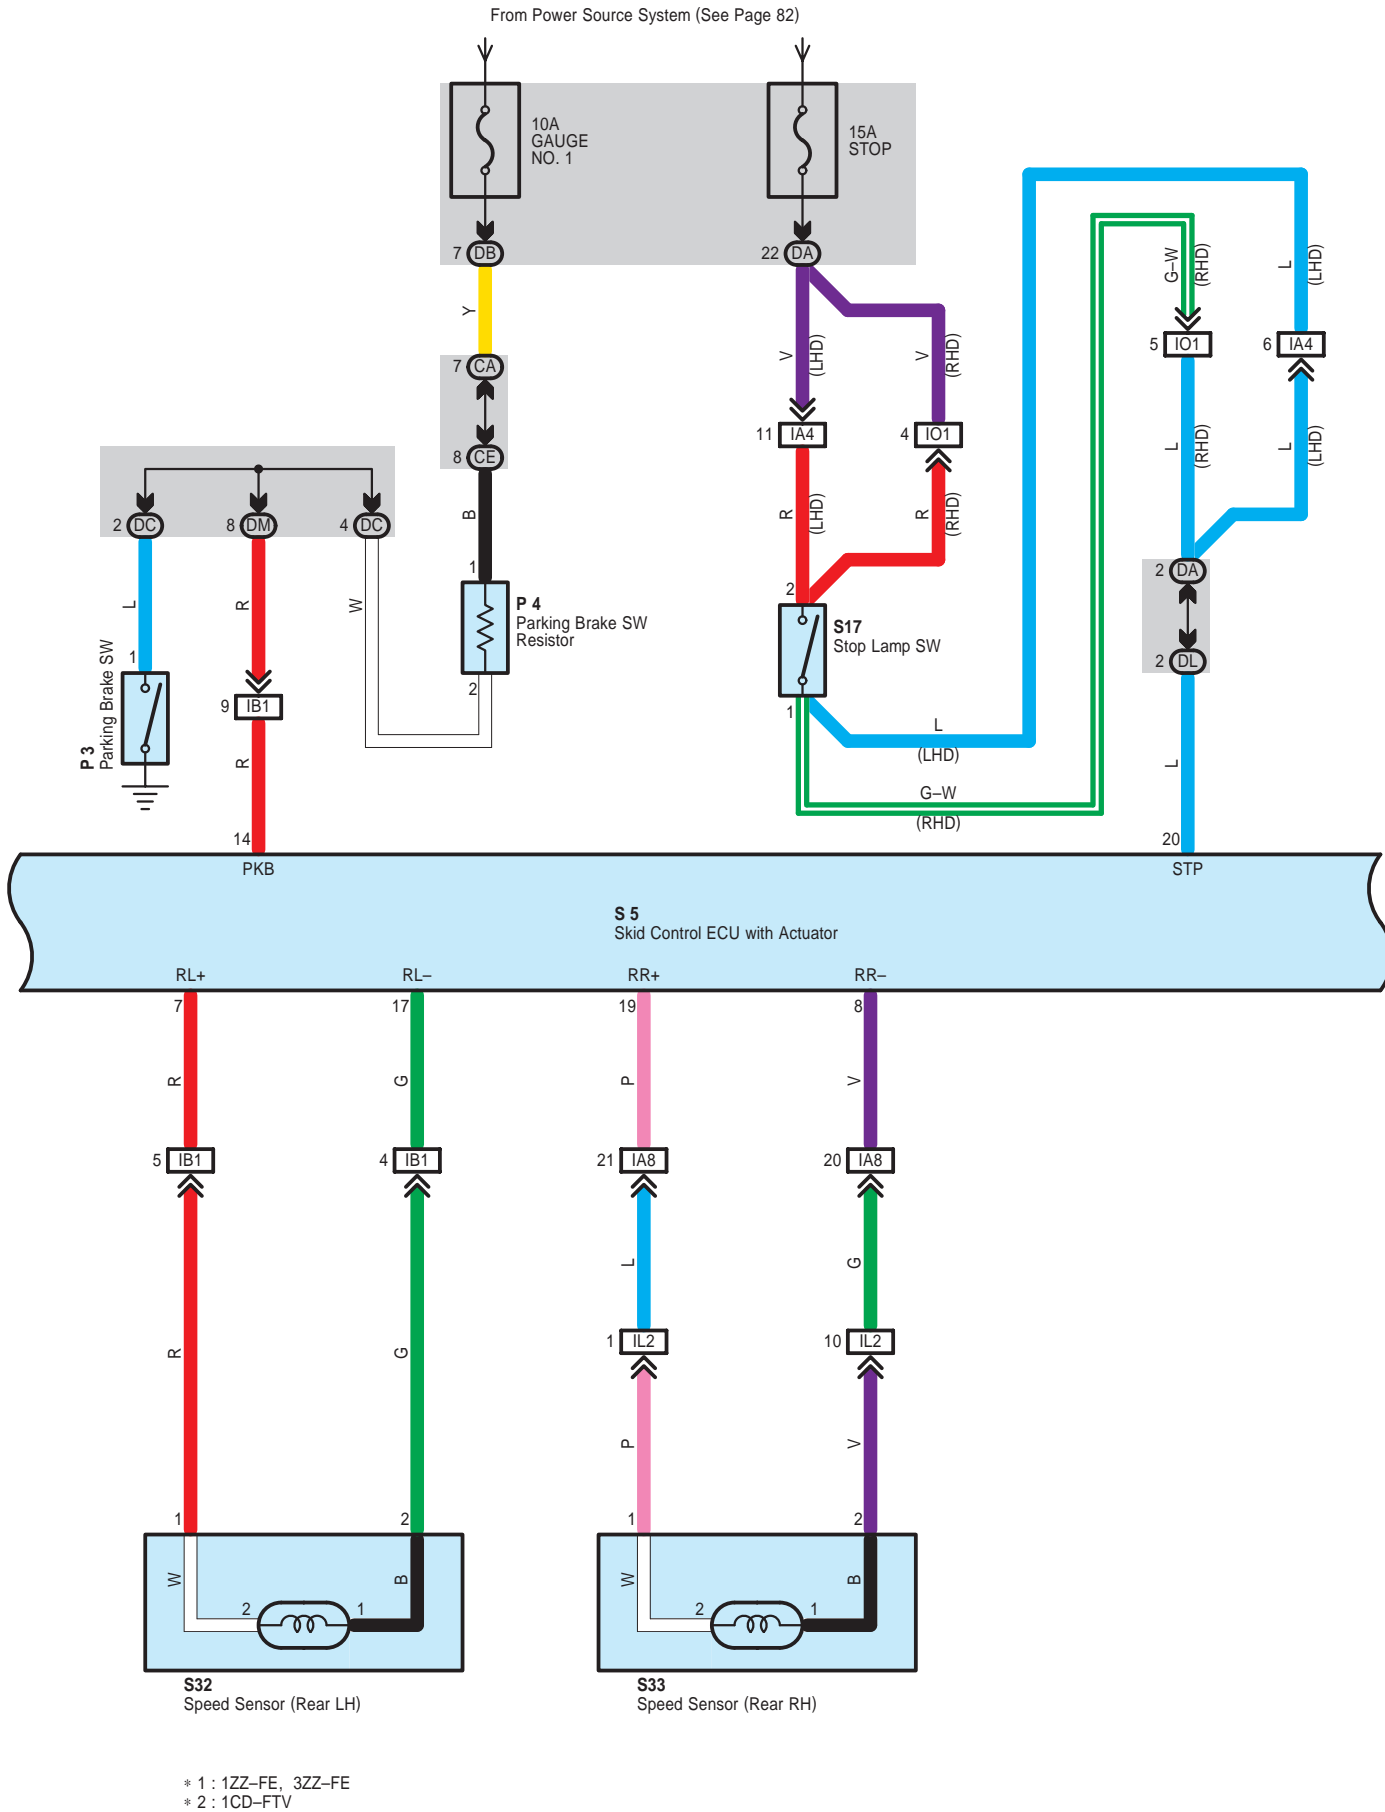 From Power Source System (See Page 82)
10A
GAUGE
NO. 1
15A
STOP
7 DB
22 DA
Y
V
(LHD)
V
(RHD)
G–W
(RHD)
L
(LHD)
5 IO1
6 IA4
7 CA
8 CE
11 IA4
4 IO1
L
(RHD)
L
(LHD)
2 DC
8 DM
4 DC
B
R
(LHD)
R
(RHD)
2 DA
2 DL
L
R
W
1
P 4
Parking Brake SW
Resistor
2
2
S17
Stop Lamp SW
1
P 3
Parking Brake SW
1
9 IB1
R
L
(LHD)
G–W
(RHD)
L
14
20
PKB
STP
S 5
Skid Control ECU with Actuator
RL+
RL–
RR+
RR–
7
17
19
8
R
G
P
V
5 IB1
4 IB1
21 IA8
20 IA8
L
G
1 IL2
10 IL2
R
G
P
V
1
2
1
2
W
B
W
B
2
1
2
1
S32
Speed Sensor (Rear LH)
S33
Speed Sensor (Rear RH)
* 1 : 1ZZ–FE, 3ZZ–FE
* 2 : 1CD–FTV